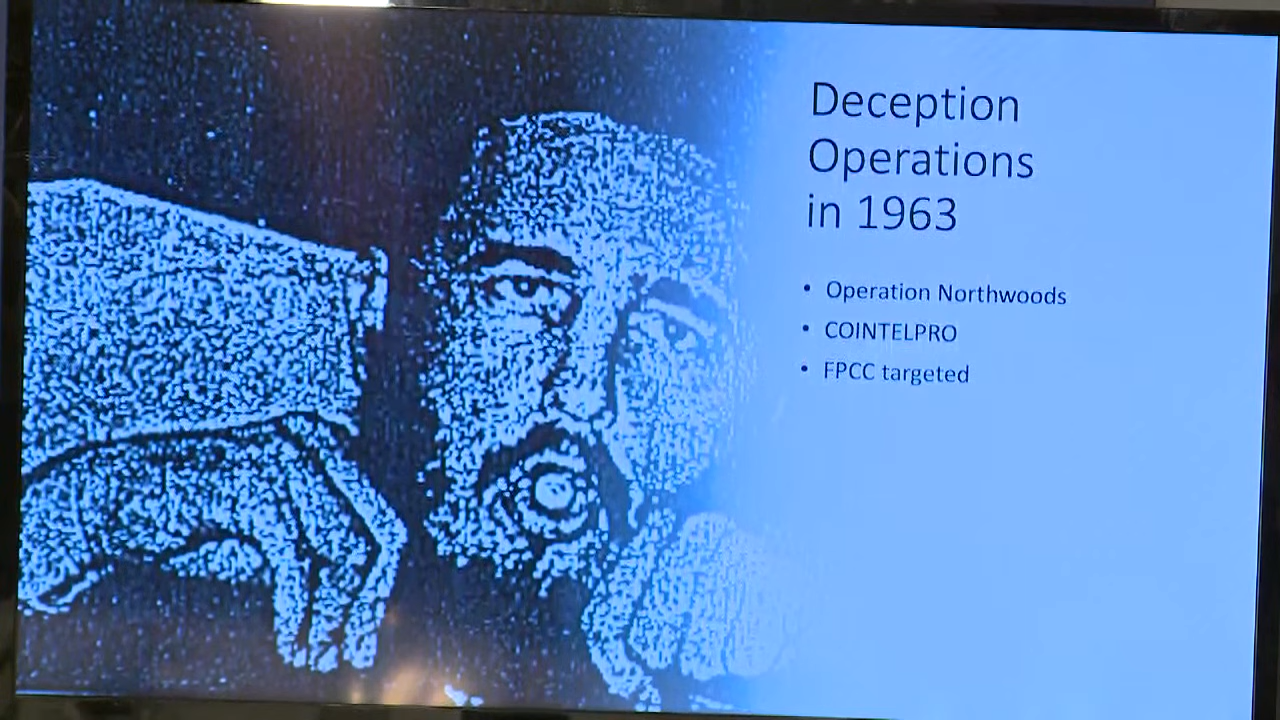 Deception
Operations
in 1963
• Operation Northwoods
• COINTELPRO
• FPCC targeted